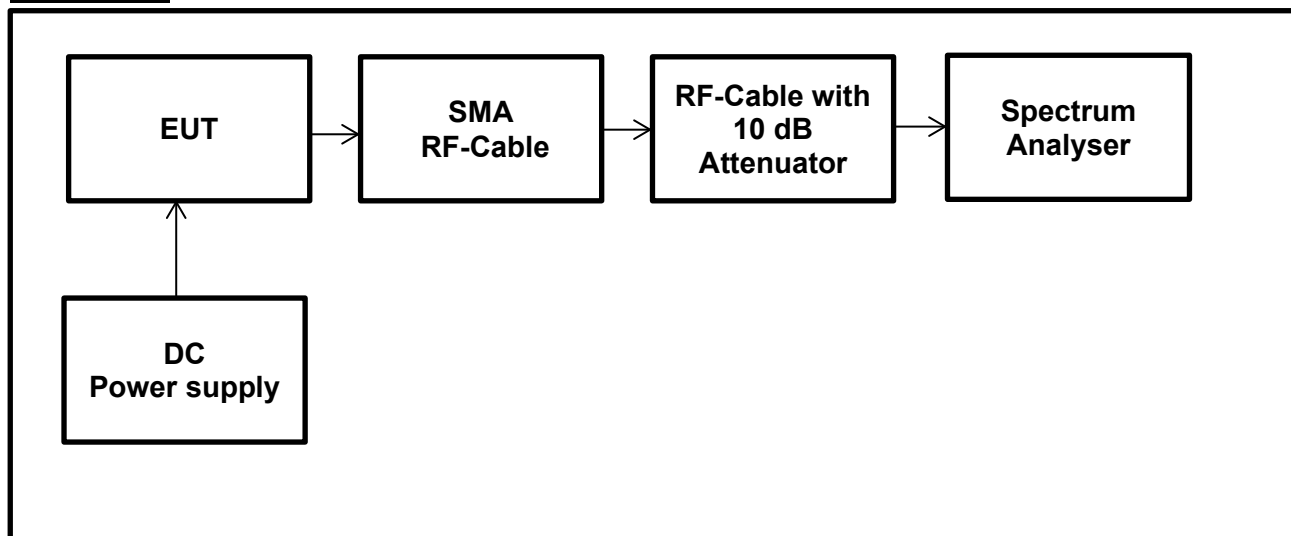 EUT
SMA
RF-Cable
RF-Cable with
10 dB
Attenuator
Spectrum
Analyser
DC
Power supply